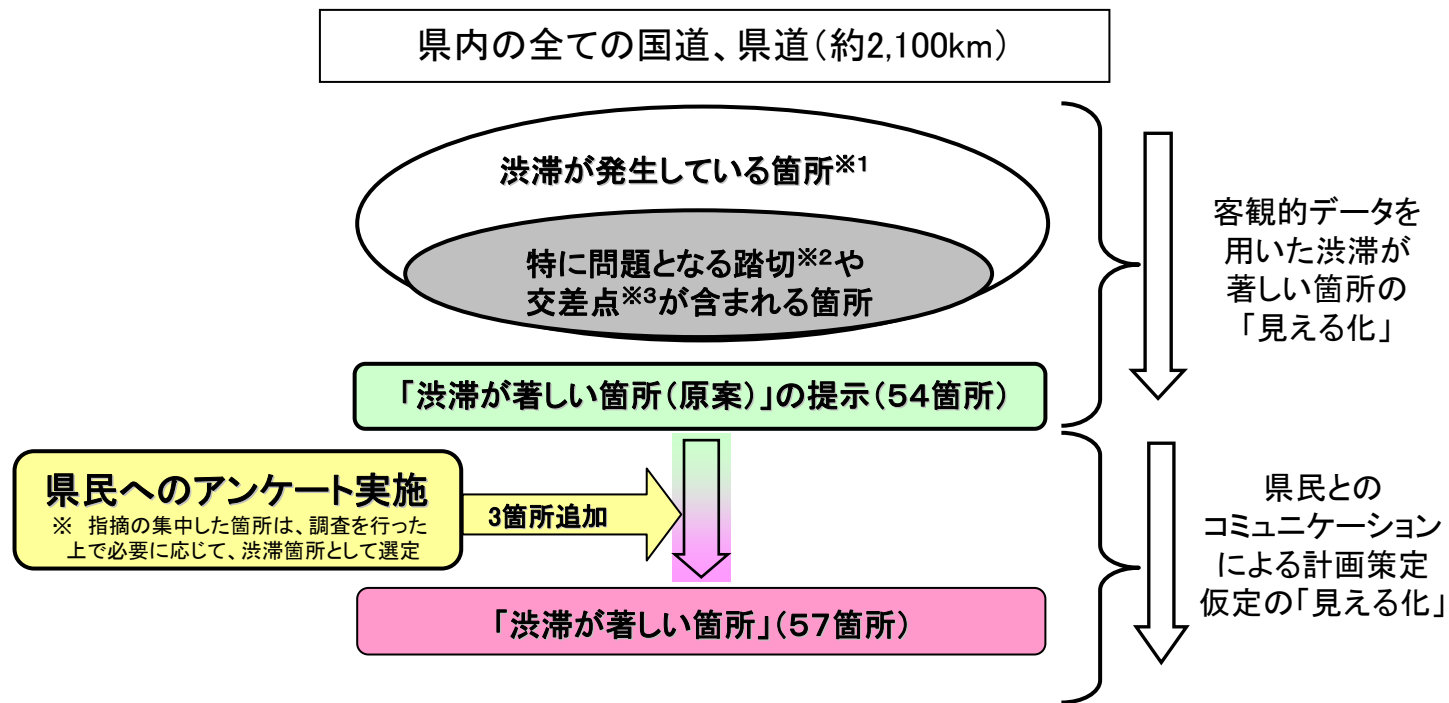 県内の全ての国道、県道(約2,100km)
渋滞が発生している箇所※1
特に問題となる踏切※2や
交差点※3が含まれる箇所
客観的データを
用いた渋滞が
著しい箇所の
「見える化」
「渋滞が著しい箇所(原案)」の提示(54箇所)
県民へのアンケート実施
※ 指摘の集中した箇所は、調査を行った
上で必要に応じて、渋滞箇所として選定
3箇所追加
県民との
コミュニケーション
による計画策定
仮定の「見える化」
「渋滞が著しい箇所」(57箇所)